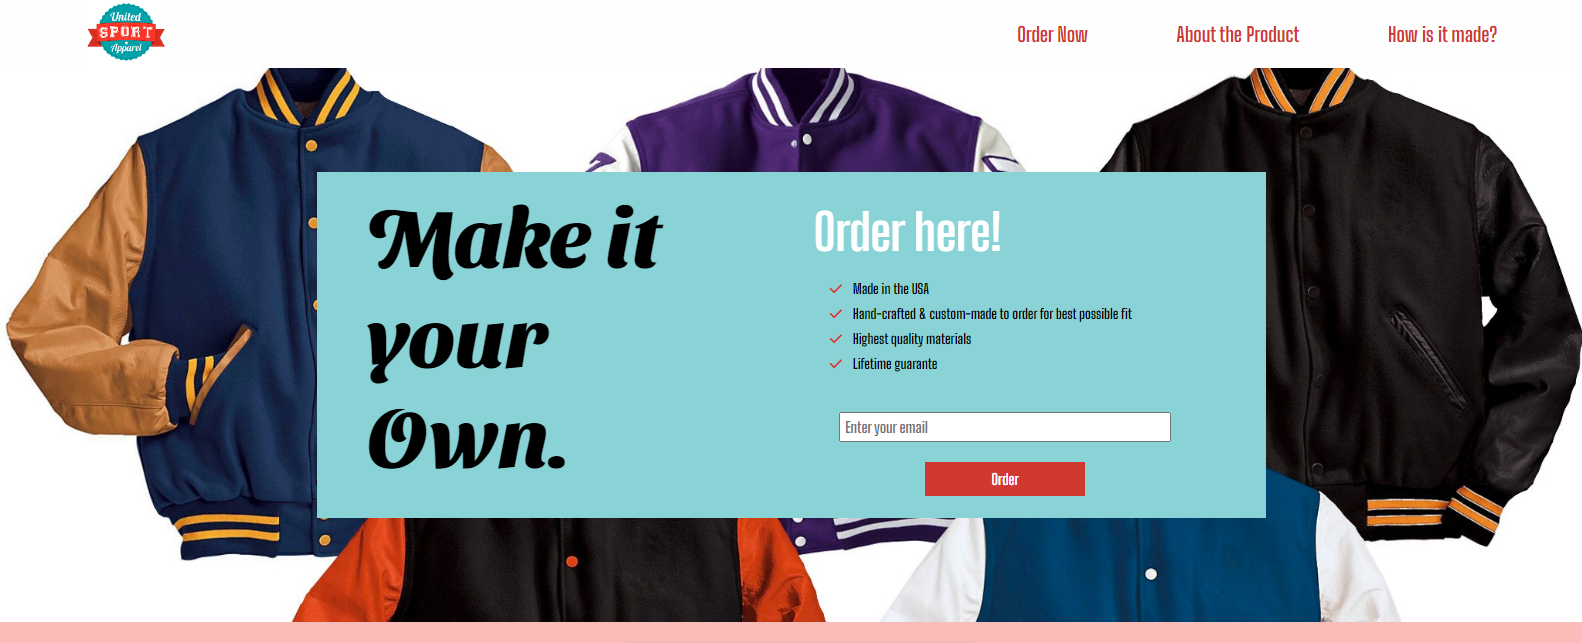 United
SPORT
Apparel
Order Now
About the Product
How is it made?
Make it
your
Own.
Order here!
Made in the USA
Hand-crafted & custom-made to order for best possible fit
Highest quality materials
Lifetime guarante
Enter your email
Order